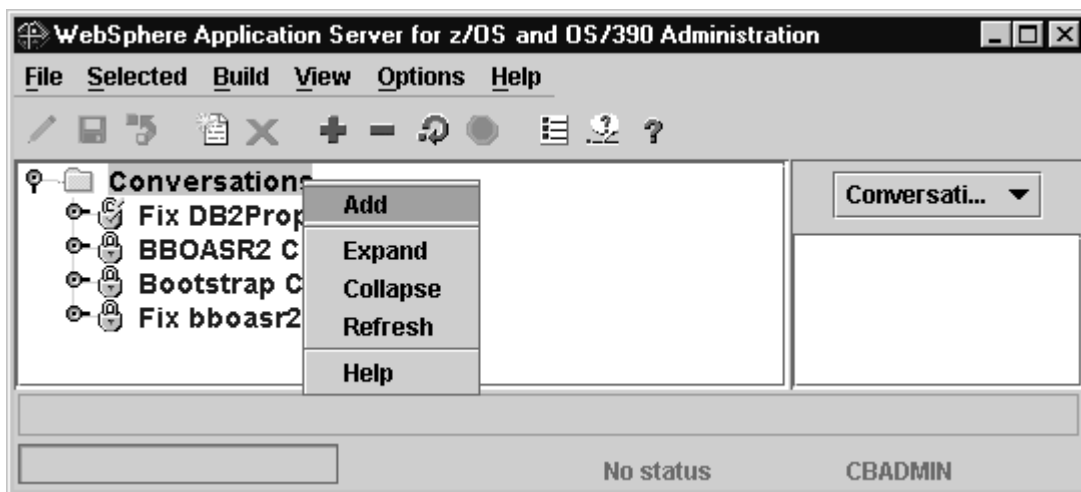 WebSphere Application Server for z/OS and OS/390 Administration
File Selected Build View Options Help
Conversations
Fix DB2Prop
BBOASR2 C
Bootstrap C
Fix bboasr2
Add
Expand
Collapse
Refresh
Help
Conversati...
No status CBADMIN